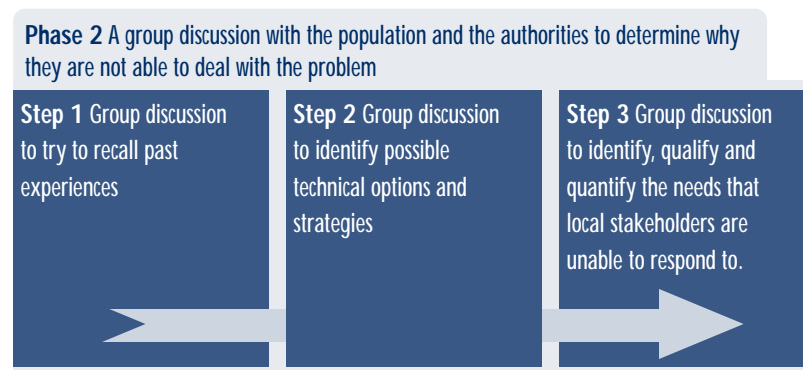 Phase 2 A group discussion with the population and the authorities to determine why
they are not able to deal with the problem
Step 1 Group discussion
to try to recall past
experiences
Step 2 Group discussion
to identify possible
technical options and
strategies
Step 3 Group discussion
to identify, qualify and
quantify the needs that
local stakeholders are
unable to respond to.